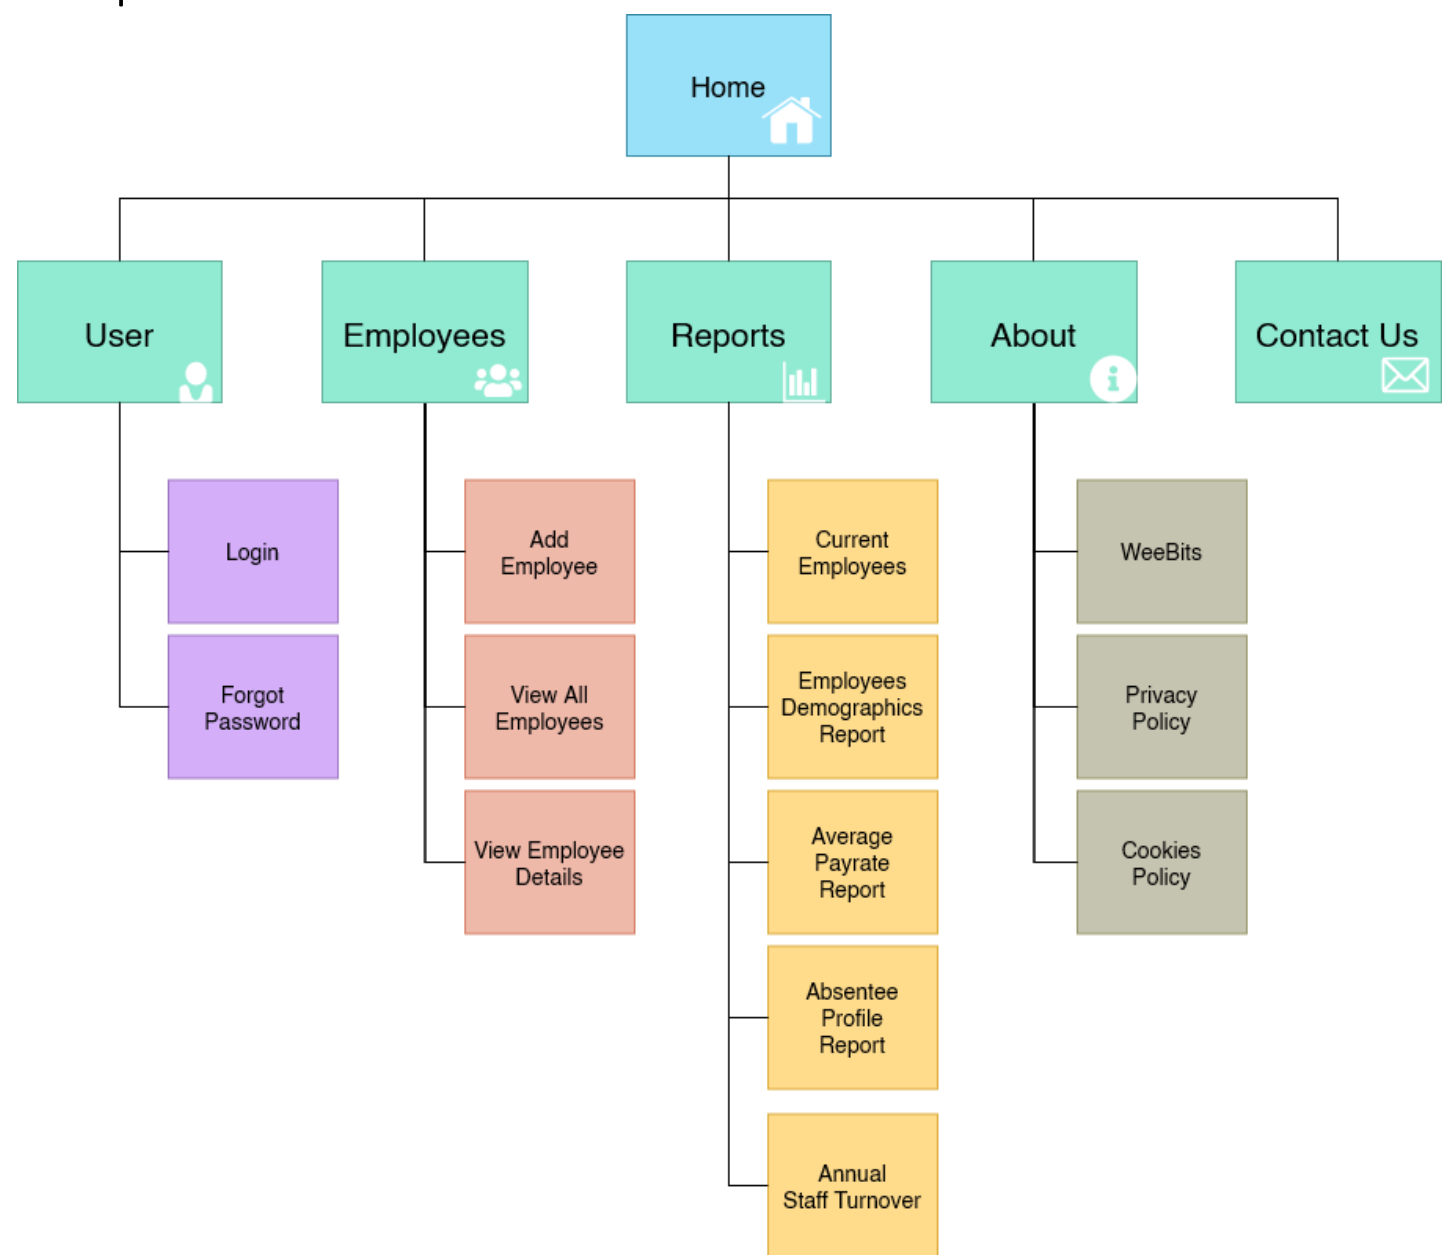 Home
User
Employees
Reports
About
Contact Us
Login
Forgot
Password
Add
Employee
View All
Employees
View Employee
Details
Current
Employees
Employees
Demographics
Report
Average
Payrate
Report
Absentee
Profile
Report
Annual
Staff Turnover
WeeBits
Privacy
Policy
Cookies
Policy